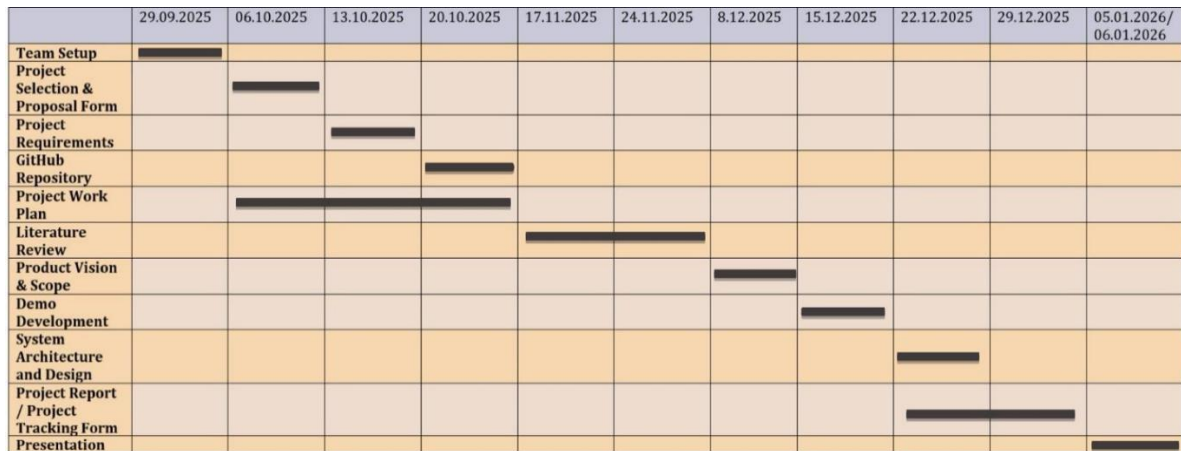 29.09.2025 06.10.2025 13.10.2025 20.10.2025 17.11.2025 24.11.2025 8.12.2025 15.12.2025 22.12.2025 29.12.2025 05.01.2026/
06.01.2026
Team Setup
Project
Selection &
Proposal Form
Project
Requirements
GitHub
Repository
Project Work
Plan
Literature
Review
Product Vision
& Scope
Demo
Development
System
Architecture
and Design
Project Report
/ Project
Tracking Form
Presentation